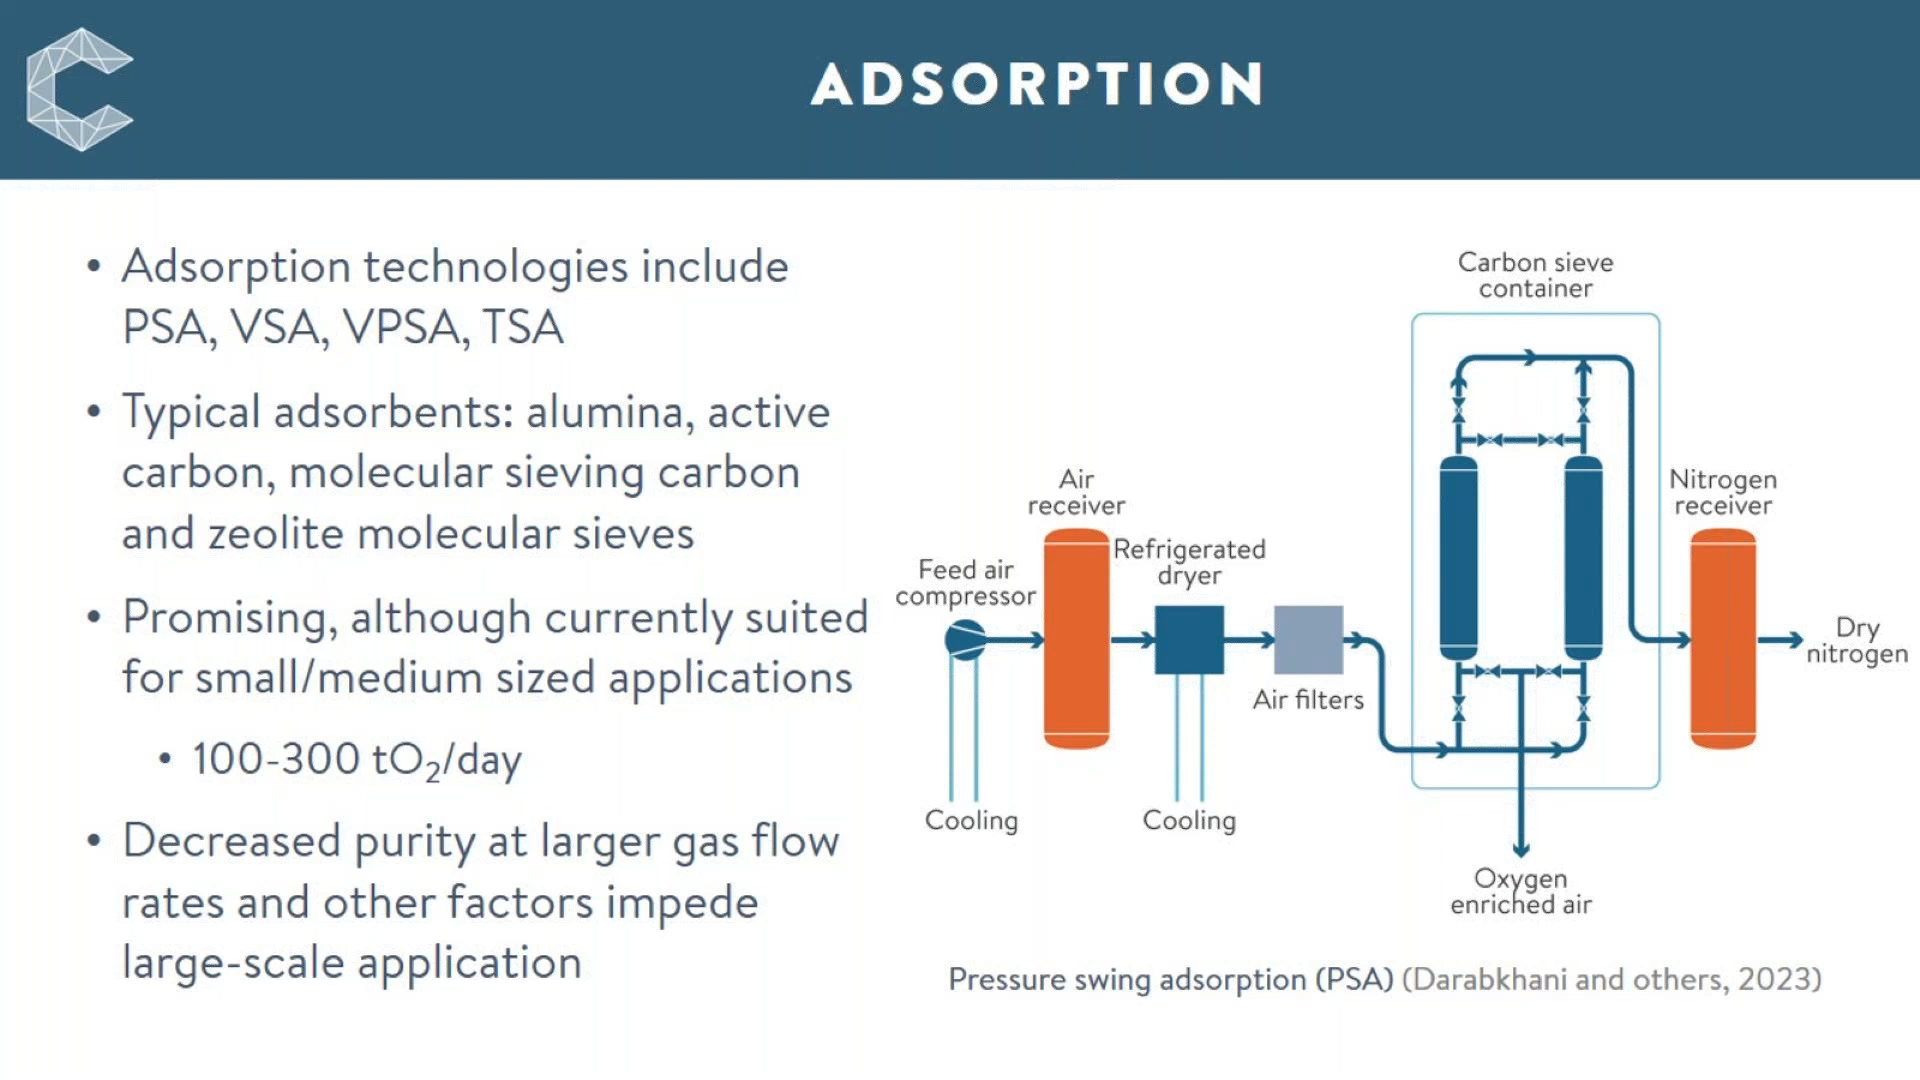 ADSORPTION
• Adsorption technologies include
PSA, VSA, VPSA, TSA
• Typical adsorbents: alumina, active
carbon, molecular sieving carbon
and zeolite molecular sieves
• Promising, although currently suited
for small/medium sized applications
• 100-300 tO₂/day
• Decreased purity at larger gas flow
rates and other factors impede
large-scale application
Carbon sieve
container
Air
receiver
Nitrogen
receiver
Refrigerated
dryer
Feed air
compressor
Dry
nitrogen
Air filters
Cooling
Cooling
Oxygen
enriched air
Pressure swing adsorption (PSA) (Darabkhani and others, 2023)